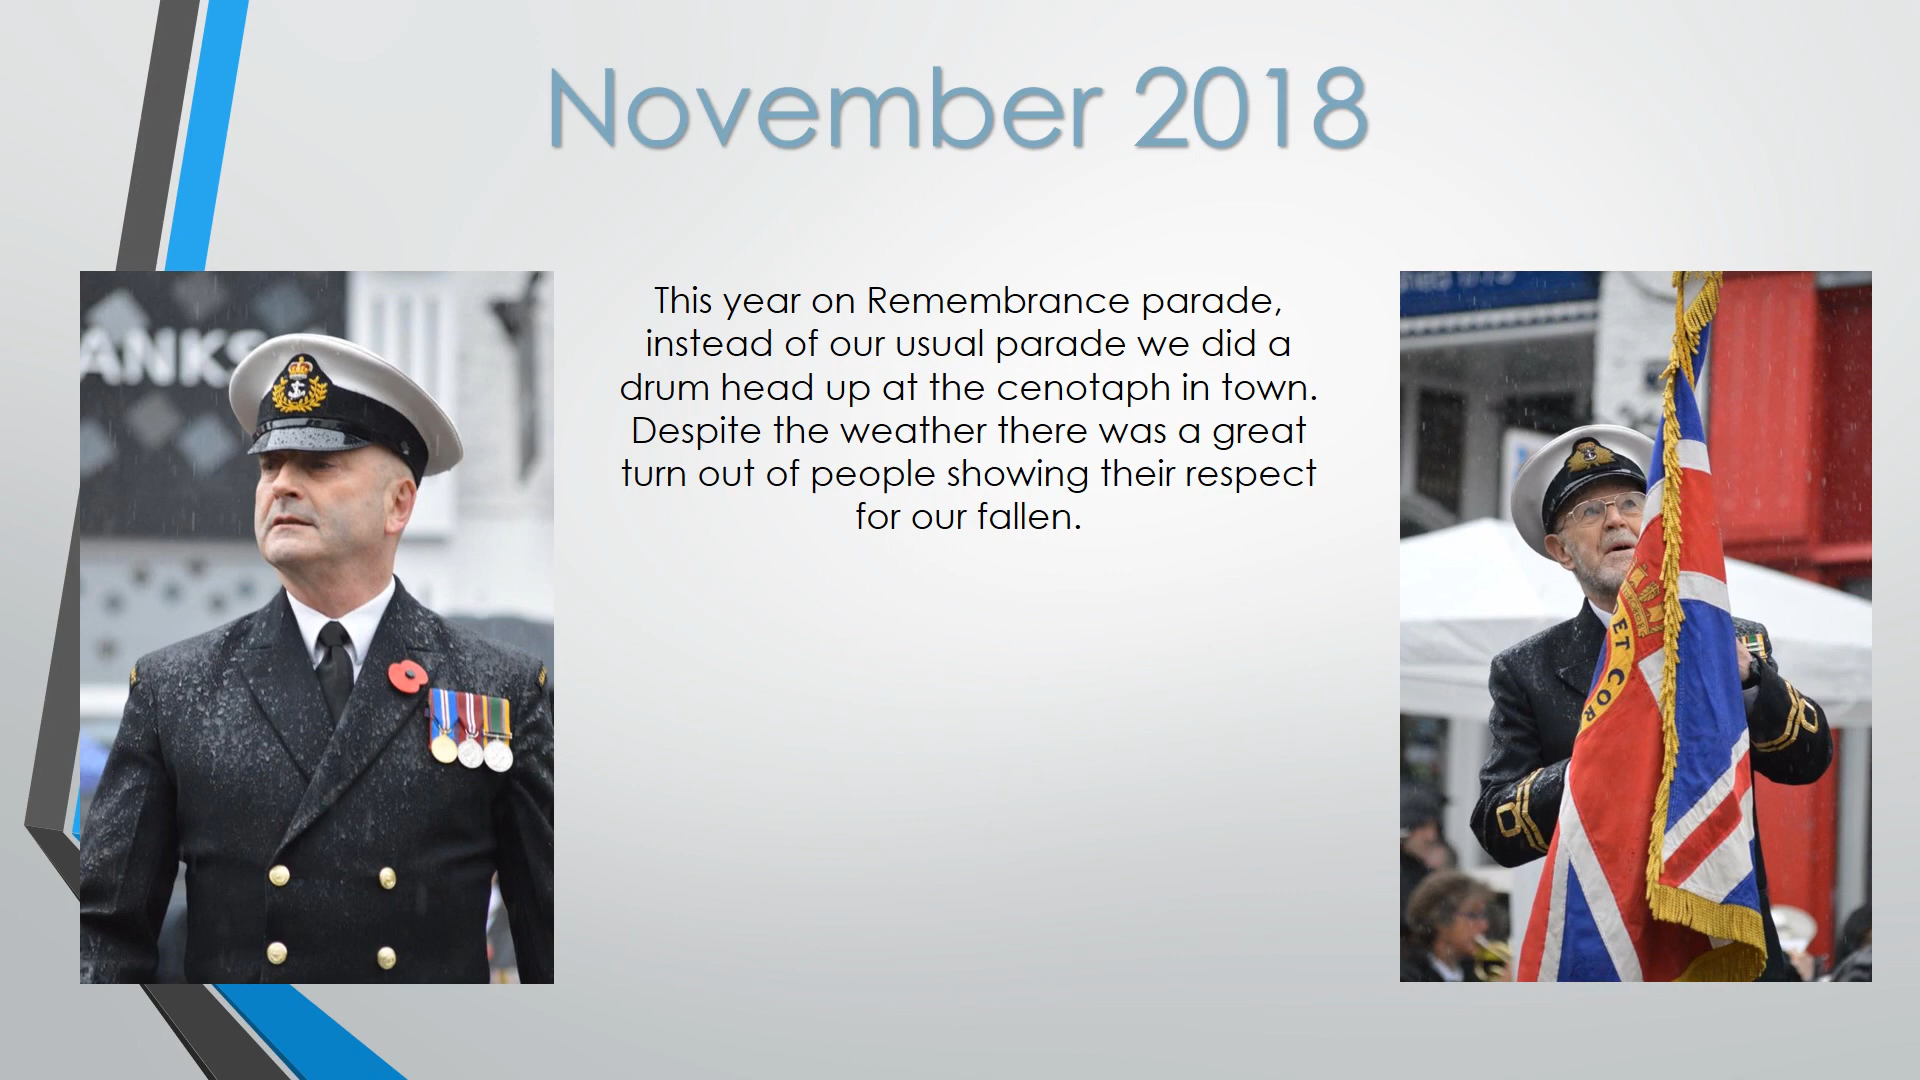 November 2018
This year on Remembrance parade,
instead of our usual parade we did a
drum head up at the cenotaph in town.
Despite the weather there was a great
turn out of people showing their respect
for our fallen.
ANKS
ET COR